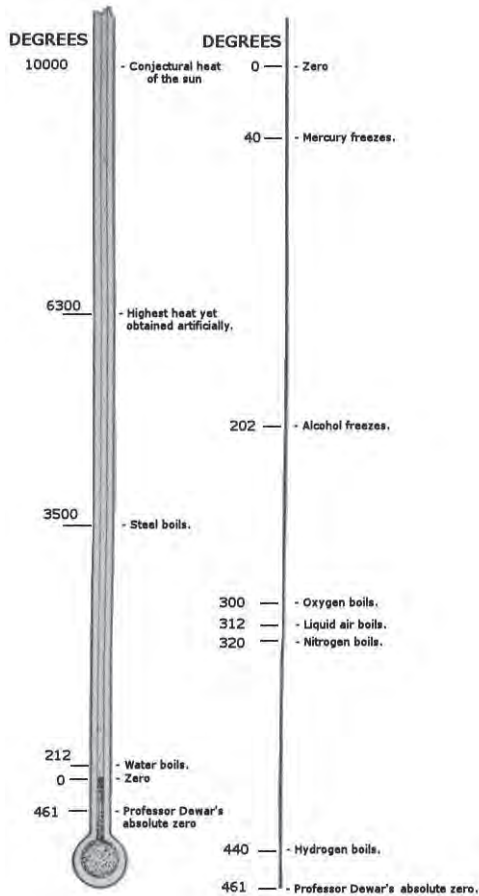 DEGREES
10000 - Conjectural heat
of the sun
6300 - Highest heat yet
obtained artificially.
3500 - Steel boils.
212 - Water boils.
0 - Zero
461 - Professor Dewar's
absolute zero
DEGREES
0 - Zero
40 - Mercury freezes.
202 - Alcohol freezes.
300 - Oxygen boils.
312 - Liquid air boils.
320 - Nitrogen boils.
440 - Hydrogen boils.
461 - Professor Dewar's absolute zero.